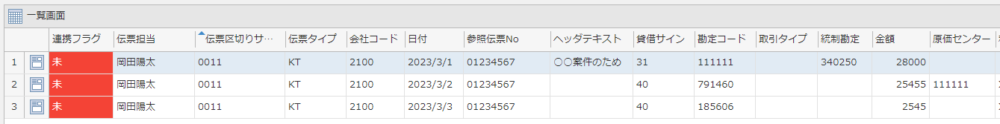 一覧画面
連携フラグ 伝票担当 伝票区切りサ… 伝票タイプ 会社コード 日付 参照伝票No ヘッダテキスト 貸借サイン 勘定コード 取引タイプ 統制勘定 金額 原価センター
1 未 岡田陽太 0011 KT 2100 2023/3/1 01234567 〇〇案件のため 31 111111 340250 28000
2 未 岡田陽太 0011 KT 2100 2023/3/2 01234567 40 791460 25455 111111
3 未 岡田陽太 0011 KT 2100 2023/3/3 01234567 40 185606 2545